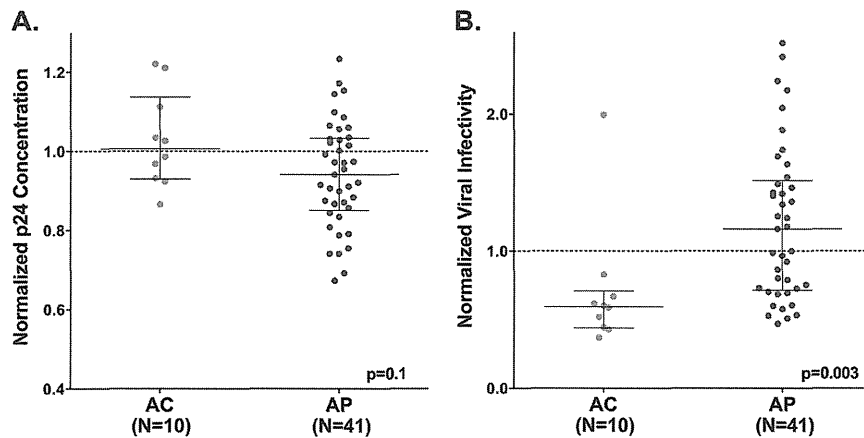 A.
B.
Normalized p24 Concentration
1.2
1.0
0.8
0.6
0.4
p=0.1
AC
(N=10)
AP
(N=41)
Normalized Viral Infectivity
2.0
1.0
0.0
p=0.003
AC
(N=10)
AP
(N=41)